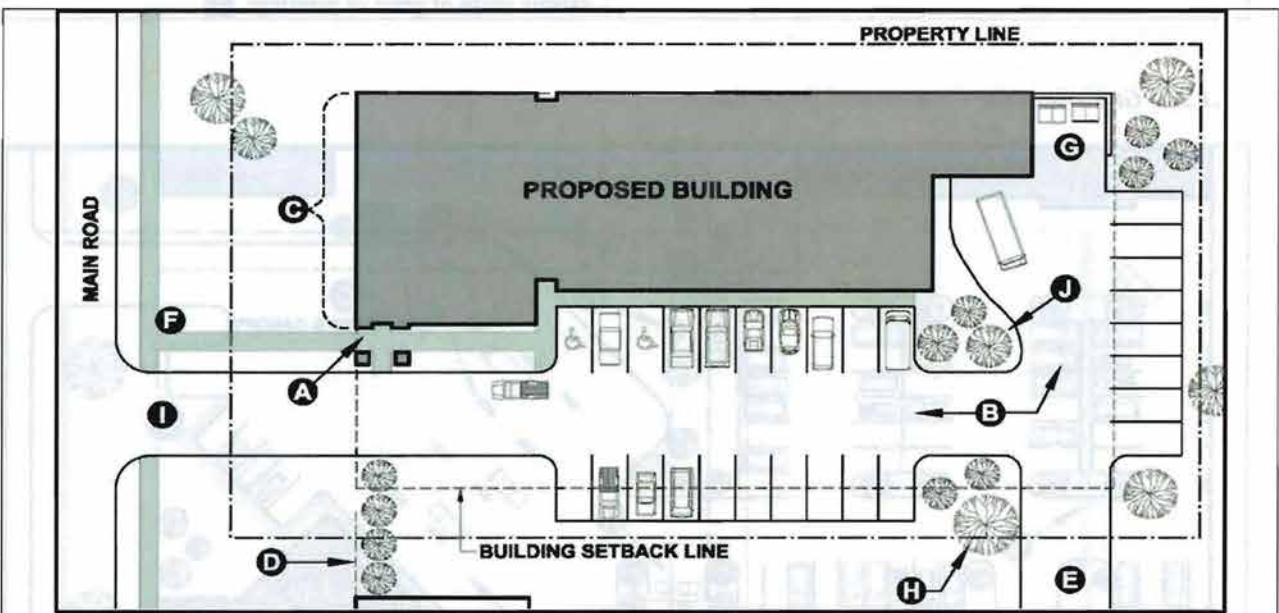 PROPERTY LINE
MAIN ROAD
C
PROPOSED BUILDING
G
F
J
A
I
B
D
BUILDING SETBACK LINE
H
E